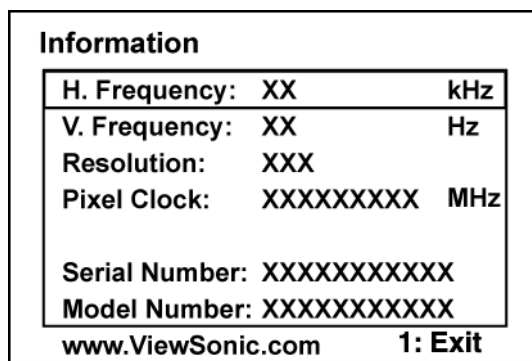 Information
H. Frequency: XX kHz
V. Frequency: XX Hz
Resolution: XXX
Pixel Clock: XXXXXXXXX MHz
Serial Number: XXXXXXXXXXX
Model Number: XXXXXXXXXXX
www.ViewSonic.com 1: Exit